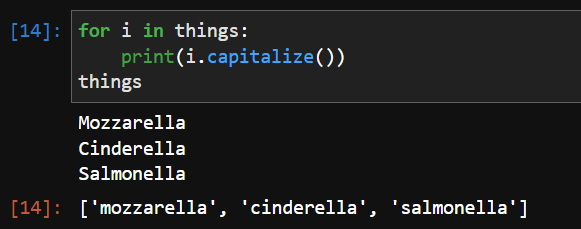 [14]: for i in things:
    print(i.capitalize())
things
Mozzarella
Cinderella
Salmonella
[14]: ['mozzarella', 'cinderella', 'salmonella']